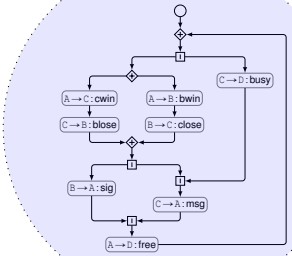 C→D:busy
A→C:cwin A→B:bwin
C→B:blose B→C:close
B→A:sig
C→A:msg
A→D:free